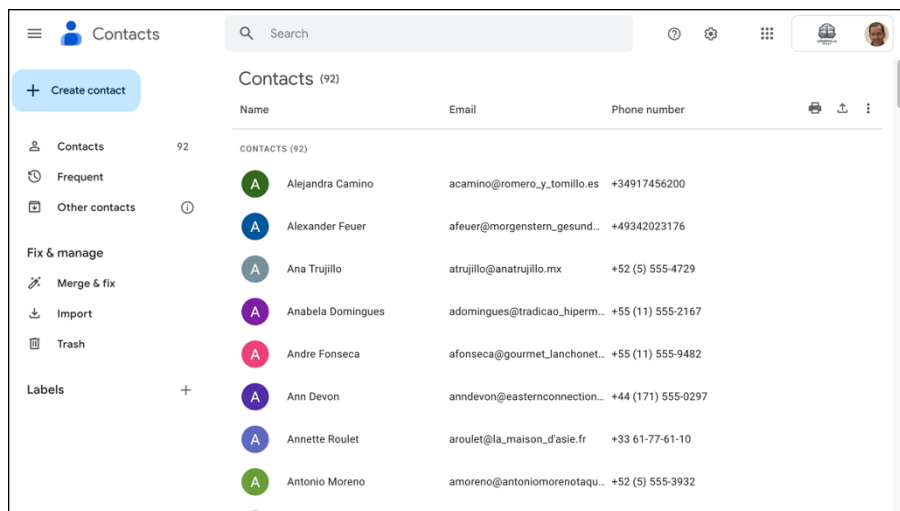 Contacts
Search
Create contact
Contacts 92
Frequent
Other contacts
Fix & manage
Merge & fix
Import
Trash
Labels
Contacts (92)
Name Email Phone number
CONTACTS (92)
A Alejandra Camino acamino@romero_y_tomillo.es +34917456200
A Alexander Feuer afeuer@morgenstern_gesund... +49342023176
A Ana Trujillo atrujillo@anatrujillo.mx +52 (5) 555-4729
A Anabela Domingues adomingues@tradicao_hiperm... +55 (11) 555-2167
A Andre Fonseca afonseca@gourmet_lanchonet... +55 (11) 555-9482
A Ann Devon anndevon@easternconnection... +44 (171) 555-0297
A Annette Roulet aroulet@la_maison_d'asie.fr +33 61-77-61-10
A Antonio Moreno amoreno@antoniomorenotaqu... +52 (5) 555-3932